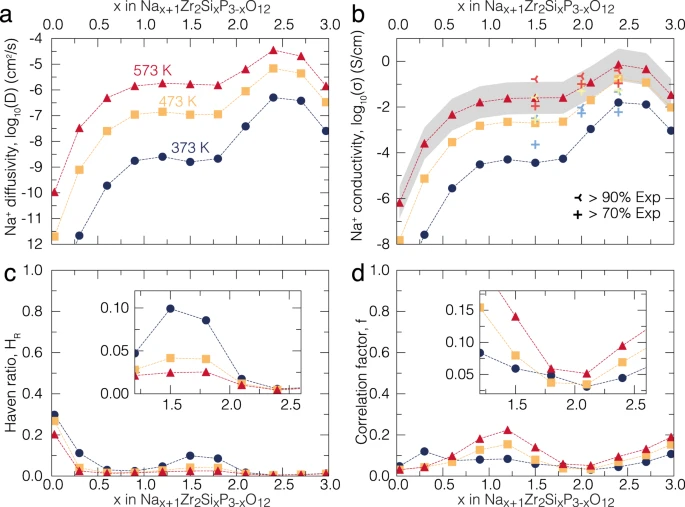 x in Naₓ₊₁Zr₂SiₓP₃₋ₓO₁₂
x in Naₓ₊₁Zr₂SiₓP₃₋ₓO₁₂
a
0.0 0.5 1.0 1.5 2.0 2.5 3.0
Na⁺ diffusivity, log₁₀(D) (cm²/s)
-4
-5
-6
-7
-8
-9
-10
-11
12
573 K
473 K
373 K
b
0.0 0.5 1.0 1.5 2.0 2.5 3.0
Na⁺ conductivity, log₁₀(σ) (S/cm)
2
0
-2
-4
-6
-8
> 90% Exp
> 70% Exp
c
Haven ratio, H_R
1.0
0.8
0.6
0.4
0.2
0.0
0.10
0.05
0.00
1.5 2.0 2.5
0.0 0.5 1.0 1.5 2.0 2.5 3.0
x in Naₓ₊₁Zr₂SiₓP₃₋ₓO₁₂
d
Correlation factor, f
1.0
0.8
0.6
0.4
0.2
0.0
0.15
0.10
0.05
1.5 2.0 2.5
0.0 0.5 1.0 1.5 2.0 2.5 3.0
x in Naₓ₊₁Zr₂SiₓP₃₋ₓO₁₂